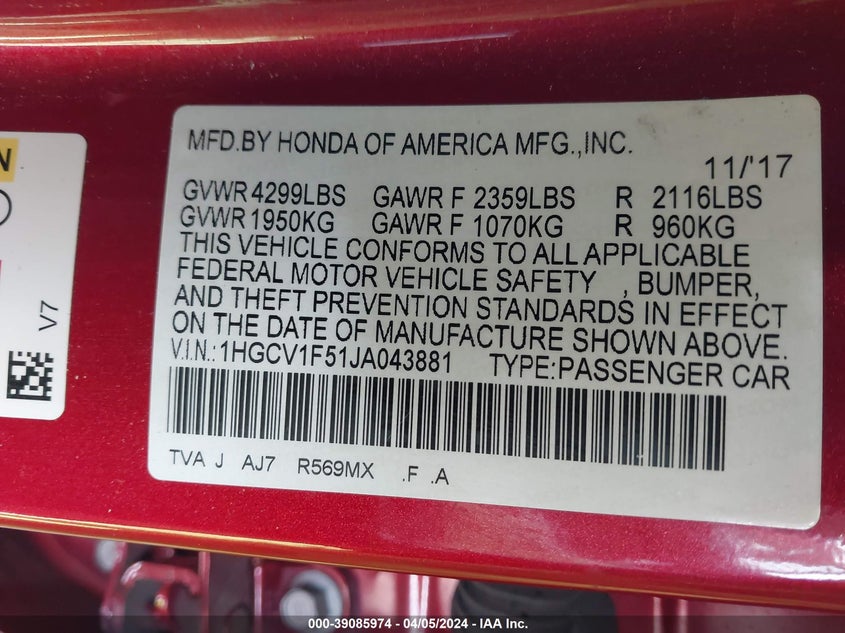 MFD.BY HONDA OF AMERICA MFG.,INC.
11/'17
GVWR 4299LBS GAWR F 2359LBS R 2116LBS
GVWR 1950KG GAWR F 1070KG R 960KG
THIS VEHICLE CONFORMS TO ALL APPLICABLE
FEDERAL MOTOR VEHICLE SAFETY , BUMPER,
AND THEFT PREVENTION STANDARDS IN EFFECT
ON THE DATE OF MANUFACTURE SHOWN ABOVE.
V.I.N.:1HGCV1F51JA043881 TYPE:PASSENGER CAR
TVA J AJ7 R569MX .F .A
N
V7
000-39085974 - 04/05/2024 - IAA Inc.